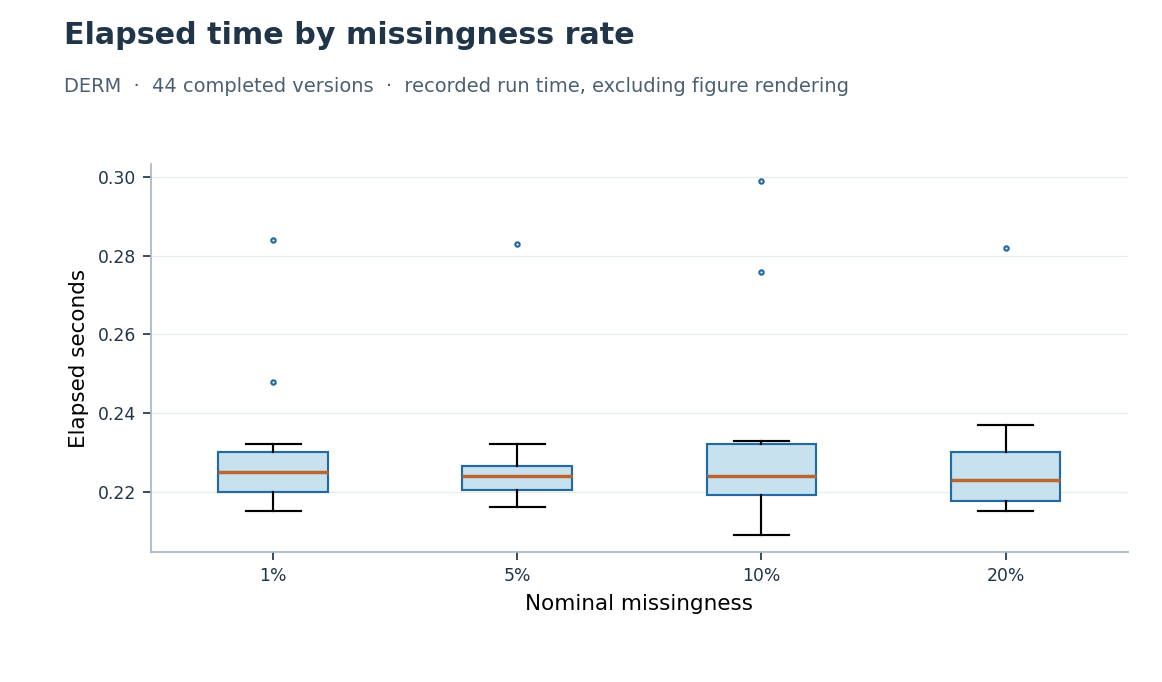 Elapsed time by missingness rate
DERM · 44 completed versions · recorded run time, excluding figure rendering
Elapsed seconds
0.30
0.28
0.26
0.24
0.22
1% 5% 10% 20%
Nominal missingness